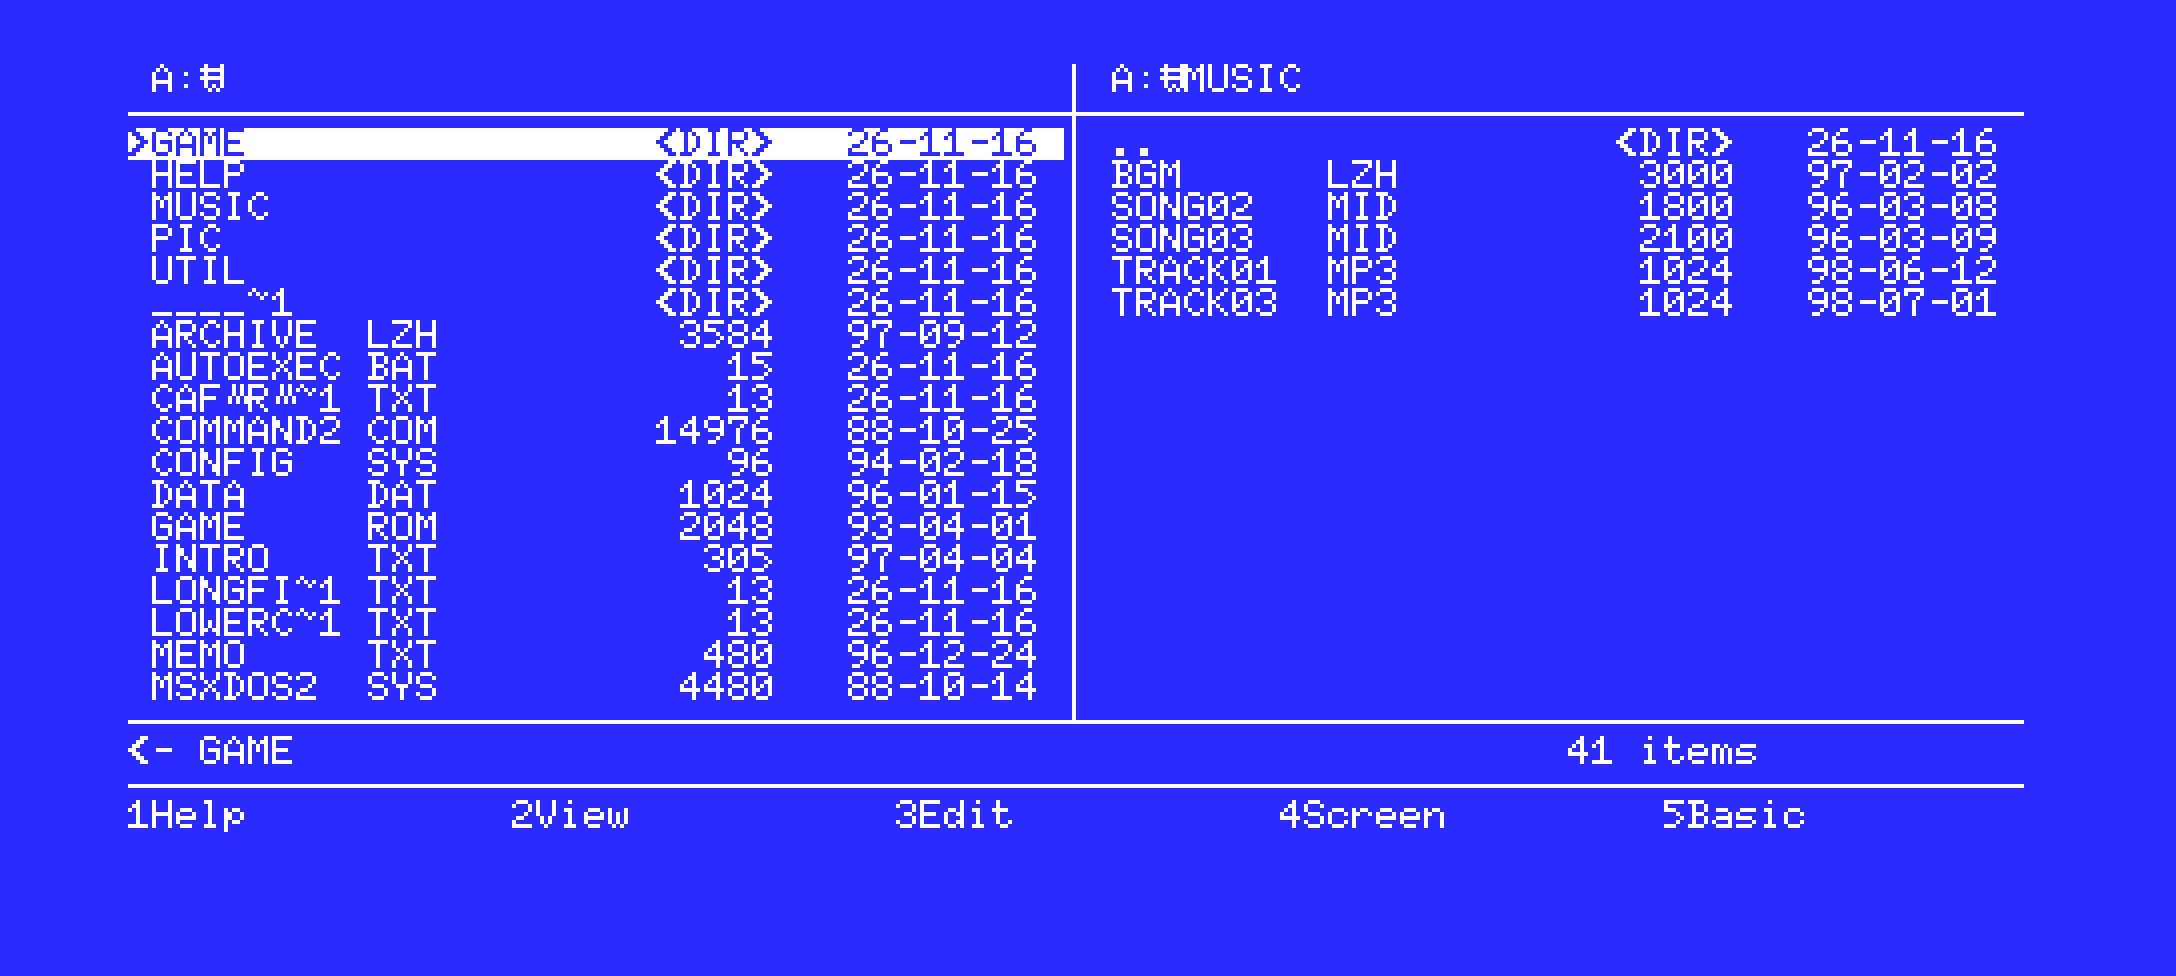 A:₩
>GAME <DIR> 26-11-16
HELP <DIR> 26-11-16
MUSIC <DIR> 26-11-16
PIC <DIR> 26-11-16
UTIL <DIR> 26-11-16
____~1 <DIR> 26-11-16
ARCHIVE LZH 3584 97-09-12
AUTOEXEC BAT 15 26-11-16
CAF〃R〃~1 TXT 13 26-11-16
COMMAND2 COM 14976 88-10-25
CONFIG SYS 96 94-02-18
DATA DAT 1024 96-01-15
GAME ROM 2048 93-04-01
INTRO TXT 305 97-04-04
LONGFI~1 TXT 13 26-11-16
LOWERC~1 TXT 13 26-11-16
MEMO TXT 480 96-12-24
MSXDOS2 SYS 4480 88-10-14
A:₩MUSIC
.. <DIR> 26-11-16
BGM LZH 3000 97-02-02
SONG02 MID 1800 96-03-08
SONG03 MID 2100 96-03-09
TRACK01 MP3 1024 98-06-12
TRACK03 MP3 1024 98-07-01
<- GAME 41 items
1Help 2View 3Edit 4Screen 5Basic